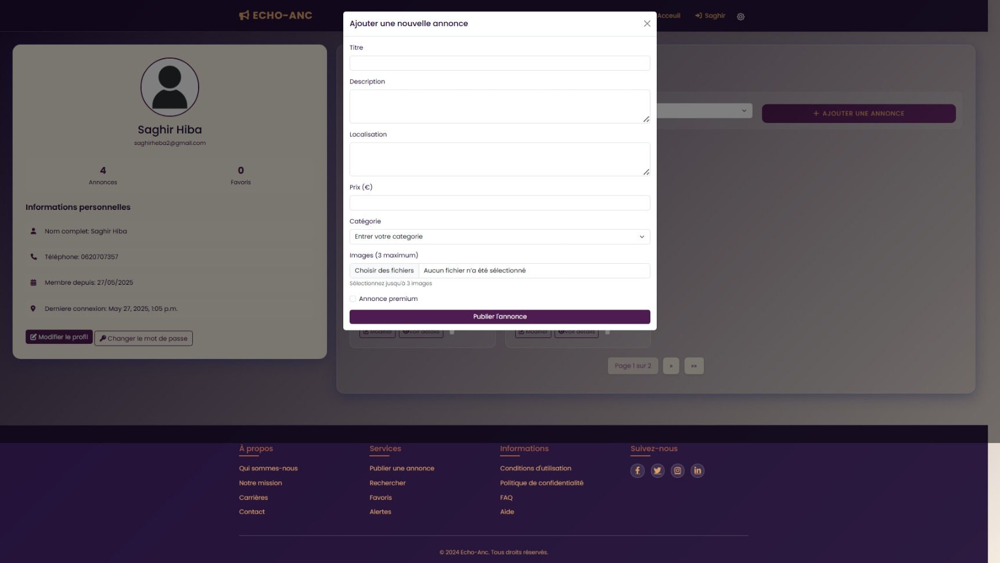 ECHO-ANC
Acceuil
Saghir
Ajouter une nouvelle annonce
Titre
Description
Localisation
Prix (€)
Catégorie
Entrer votre categorie
Images (3 maximum)
Choisir des fichiers Aucun fichier n'a été sélectionné
Sélectionnez jusqu'à 3 images
Annonce premium
Publier l'annonce
Saghir Hiba
saghirheba2@gmail.com
4
Annonces
0
Favoris
Informations personnelles
Nom complet: Saghir Hiba
Téléphone: 0620707357
Membre depuis: 27/05/2025
Derniere connexion: May 27, 2025, 1:05 p.m.
Modifier le profil
Changer le mot de passe
+ AJOUTER UNE ANNONCE
Modifier
voir détails
Modifier
voir détails
Page 1 sur 2
»
»»
À propos
Qui sommes-nous
Notre mission
Carrières
Contact
Services
Publier une annonce
Rechercher
Favoris
Alertes
Informations
Conditions d'utilisation
Politique de confidentialité
FAQ
Aide
Suivez-nous
© 2024 Echo-Anc. Tous droits réservés.